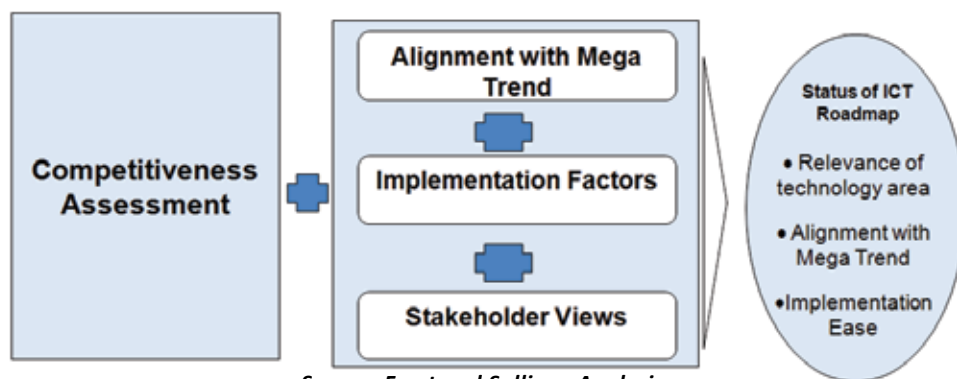 Competitiveness
Assessment
Alignment with Mega
Trend
Implementation Factors
Stakeholder Views
Status of ICT
Roadmap
• Relevance of
technology area
• Alignment with
Mega Trend
•Implementation
Ease